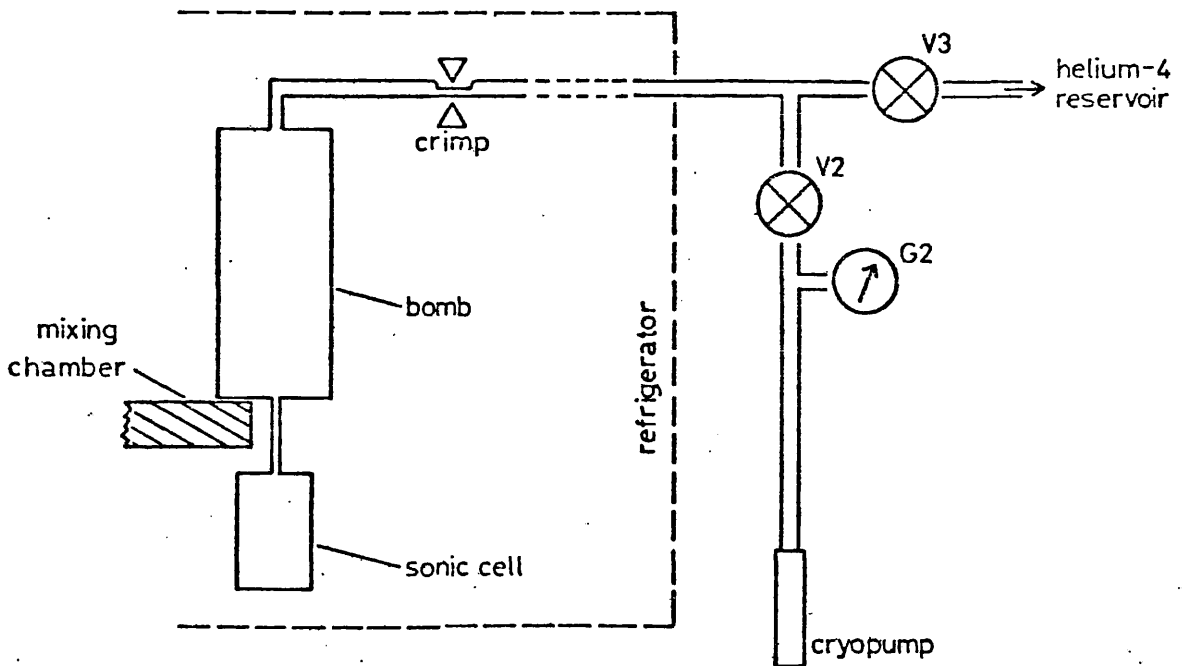 V3
helium-4
reservoir
crimp
V2
G2
bomb
mixing
chamber
refrigerator
sonic cell
cryopump